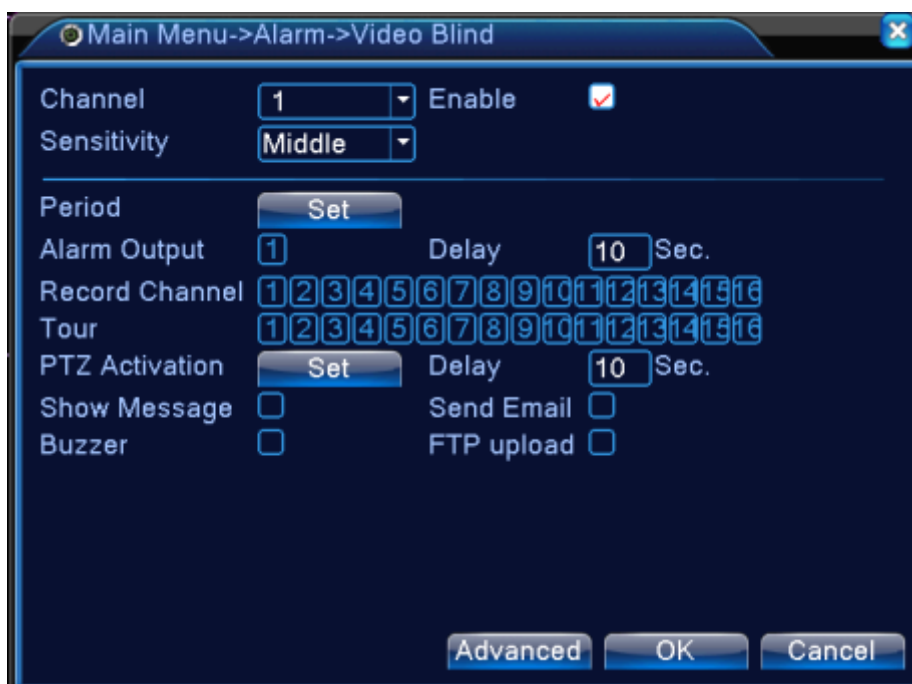 Main Menu->Alarm->Video Blind
Channel 1 Enable
Sensitivity Middle
Period Set
Alarm Output 1 Delay 10 Sec.
Record Channel 1 2 3 4 5 6 7 8 9 10 11 12 13 14 15 16
Tour 1 2 3 4 5 6 7 8 9 10 11 12 13 14 15 16
PTZ Activation Set Delay 10 Sec.
Show Message Send Email
Buzzer FTP upload
Advanced OK Cancel